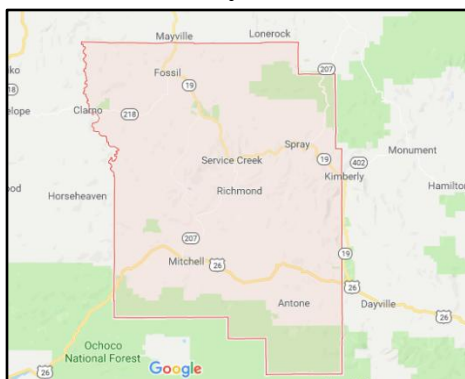 Mayville
Lonerock
207
Fossil
19
218
Clarno
Spray
Service Creek
19
402
Monument
Kimberly
Richmond
Hamilton
Horseheaven
207
Mitchell
26
19
26
Antone
Dayville
Ochoco
National Forest
Google
26
26